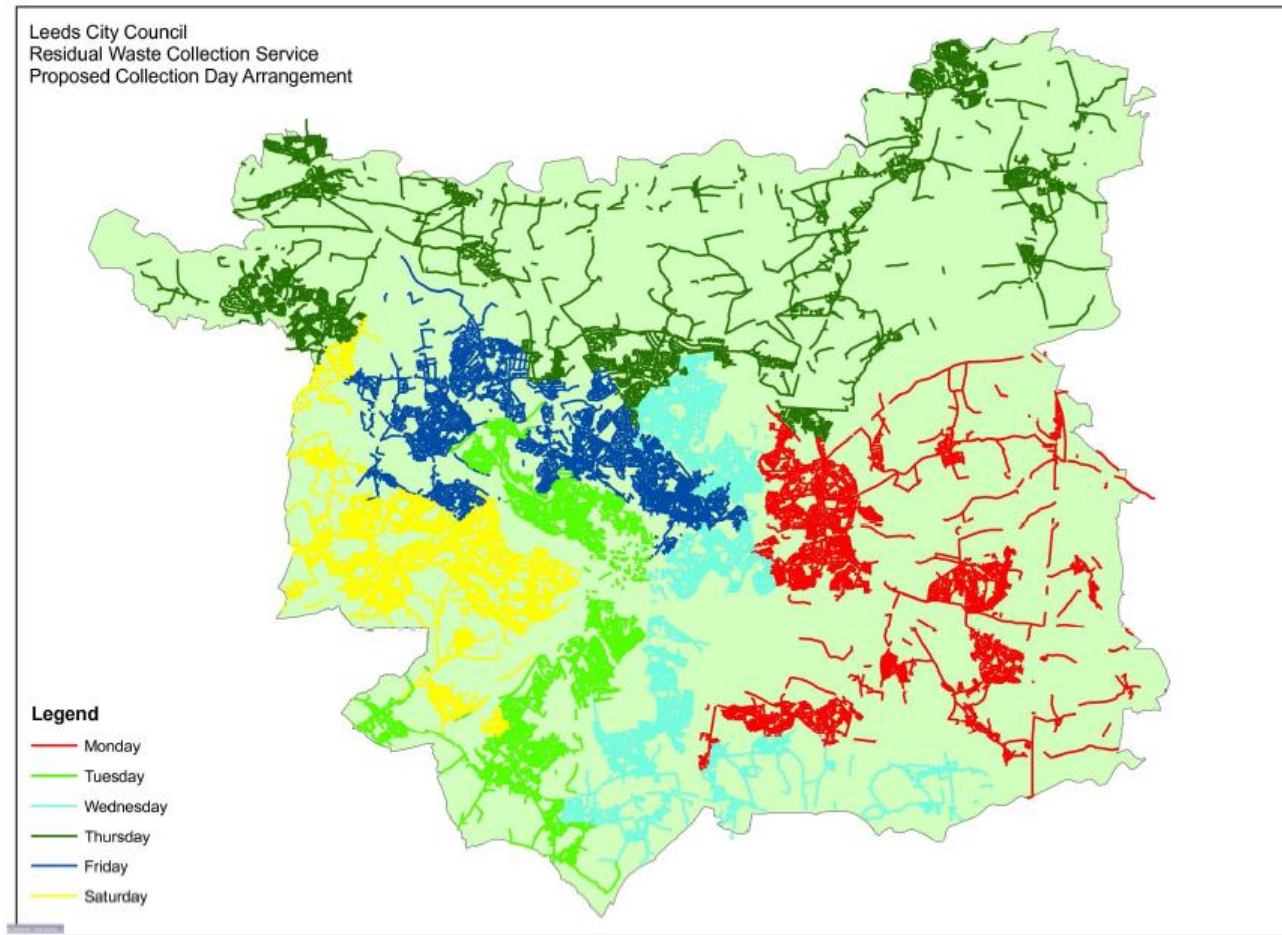 Leeds City Council
Residual Waste Collection Service
Proposed Collection Day Arrangement
Legend
Monday
Tuesday
Wednesday
Thursday
Friday
Saturday